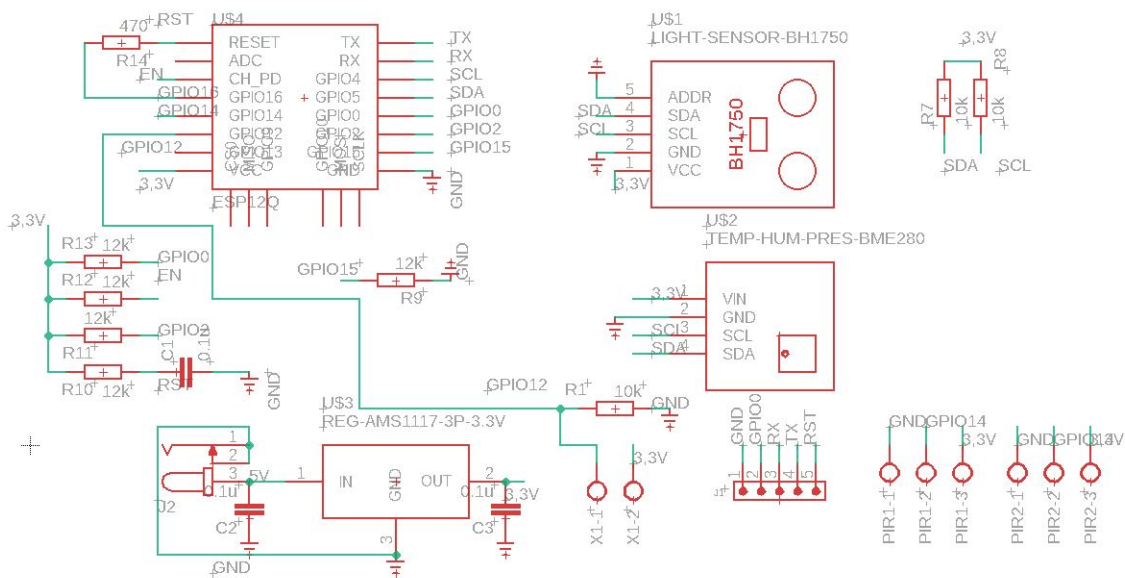 470
RST
R14
U$4
RESET
ADC
CH_PD
GPIO16
GPIO14
GPIO12
GPIO13
VCC
TX
RX
GPIO4
GPIO5
GPIO0
GPIO2
GND
MOSI
SCLK
ESP12Q
EN
GPIO16
GPIO14
GPIO12
3,3V
TX
RX
SCL
SDA
GPIO0
GPIO2
GPIO15
GND
U$1
LIGHT-SENSOR-BH1750
5 ADDR
SDA 4 SDA
SCL 3 SCL
2 GND
1 VCC
3,3V
BH1750
3,3V
R8
R7
10k
10k
SDA
SCL
U$2
TEMP-HUM-PRES-BME280
3,3V 1 VIN
2 GND
SCL 3 SCL
SDA 4 SDA
3,3V
R13 12k GPIO0
R12 12k EN
12k GPIO2
R11
R10 12k RST
C1
0.1u
GND
GPIO15
12k
R9
GND
GPIO12
R1
10k
GND
U$3
REG-AMS1117-3P-3.3V
1 IN
GND
OUT 2
3
1
2
3
J2
5V
0.1u
C2
GND
0.1u
C3
3,3V
3,3V
X1-1
X1-2
GND
GPIO0
RX
TX
RST
1
2
3
4
5
GND
GPIO14
3,3V
PIR1-1
PIR1-2
PIR1-3
GND
3,3V
PIR2-1
PIR2-2
PIR2-3